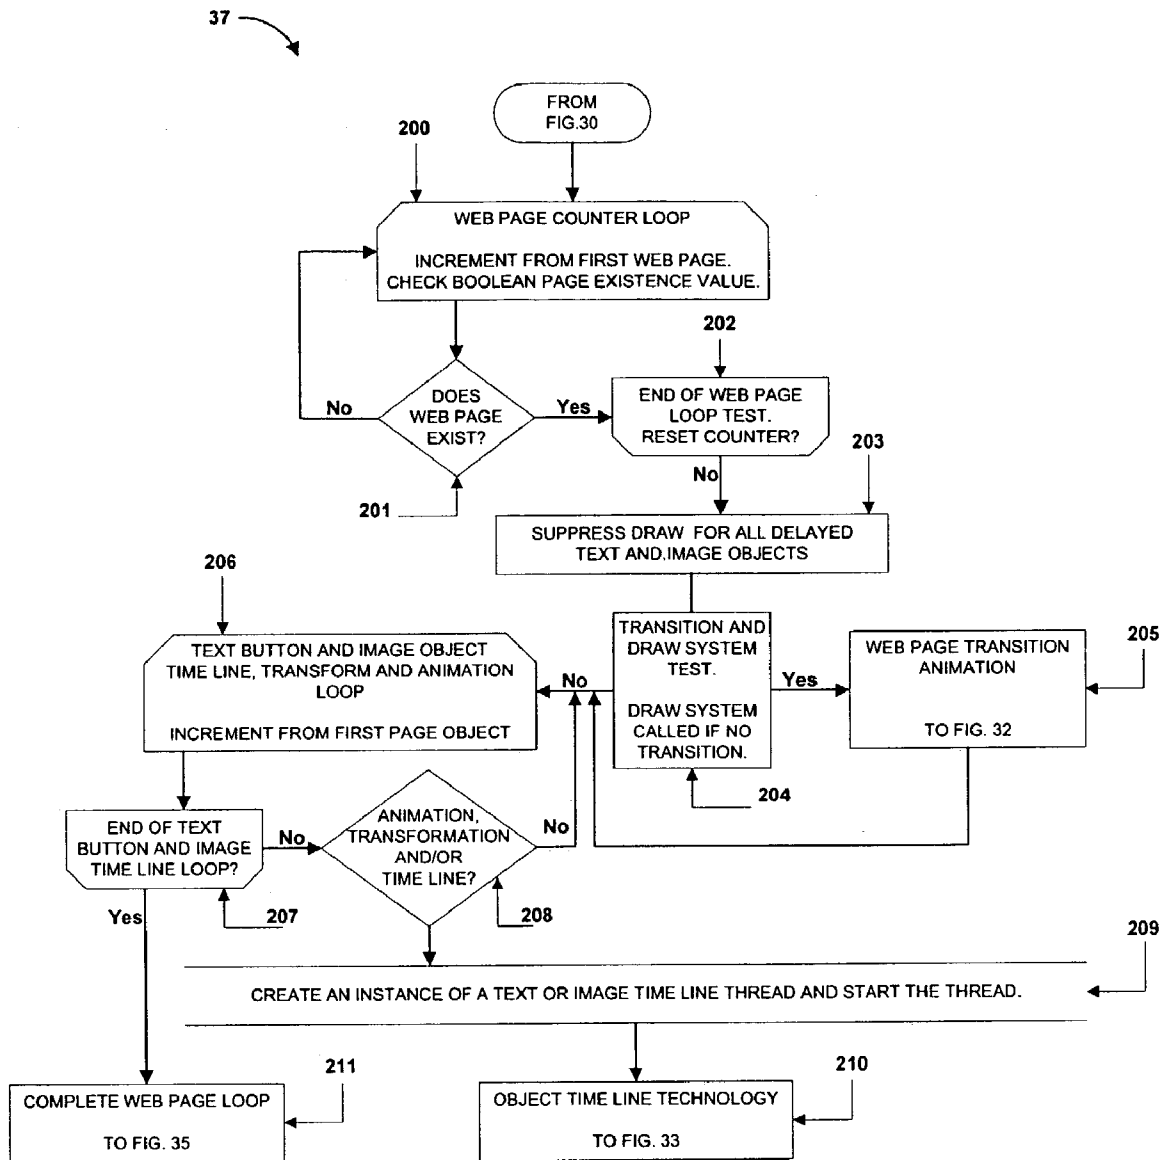 37
FROM
FIG.30
200
WEB PAGE COUNTER LOOP
INCREMENT FROM FIRST WEB PAGE.
CHECK BOOLEAN PAGE EXISTENCE VALUE.
202
DOES
WEB PAGE
EXIST?
No
Yes
END OF WEB PAGE
LOOP TEST.
RESET COUNTER?
201
No
203
SUPPRESS DRAW FOR ALL DELAYED
TEXT AND IMAGE OBJECTS
206
TEXT BUTTON AND IMAGE OBJECT
TIME LINE, TRANSFORM AND ANIMATION
LOOP
INCREMENT FROM FIRST PAGE OBJECT
No
TRANSITION AND
DRAW SYSTEM
TEST.
DRAW SYSTEM
CALLED IF NO
TRANSITION.
Yes
WEB PAGE TRANSITION
ANIMATION
TO FIG. 32
205
204
END OF TEXT
BUTTON AND IMAGE
TIME LINE LOOP?
No
ANIMATION,
TRANSFORMATION
AND/OR
TIME LINE?
No
Yes
207
208
209
CREATE AN INSTANCE OF A TEXT OR IMAGE TIME LINE THREAD AND START THE THREAD.
211
COMPLETE WEB PAGE LOOP
TO FIG. 35
210
OBJECT TIME LINE TECHNOLOGY
TO FIG. 33